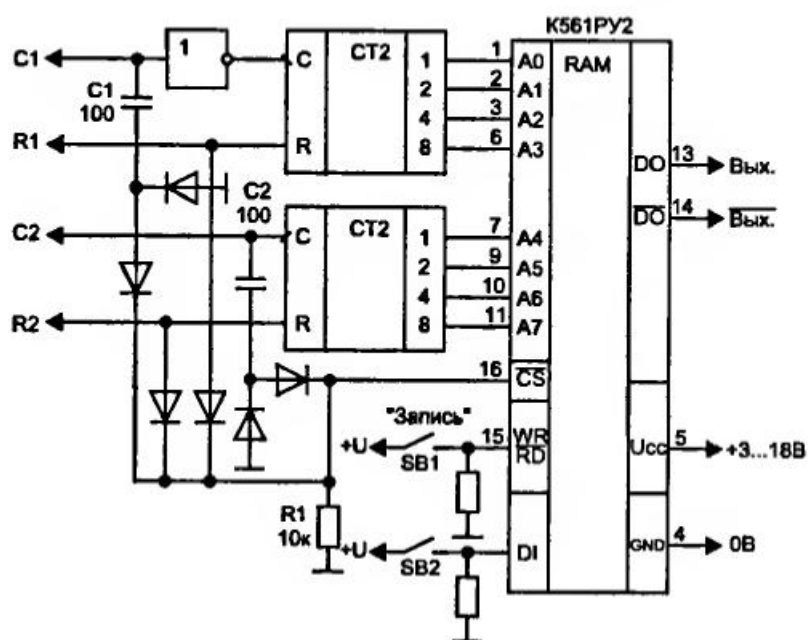 К561РУ2
C1
1
C
CT2
1
1
A0
RAM
2
2
A1
C1
100
4
3
A2
R1
R
8
6
A3
DO
13
Вых.
C2
100
DO
14
Вых.
C2
C
CT2
1
7
A4
2
9
A5
4
10
A6
R2
R
8
11
A7
16
CS
"Запись"
+U
SB1
15
WR
RD
Ucc
5
+3...18В
R1
10к
+U
SB2
DI
GND
4
0В